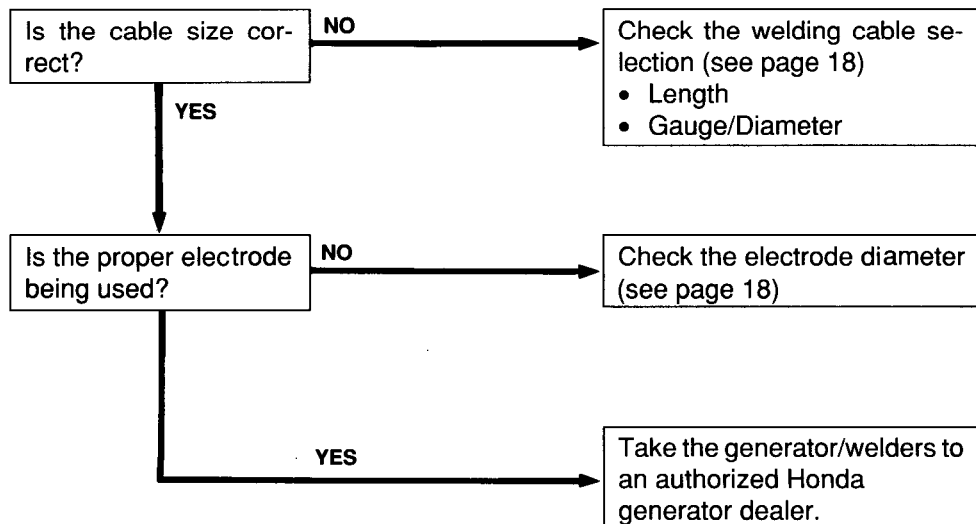 Is the cable size cor-
rect?
NO
Check the welding cable se-
lection (see page 18)
• Length
• Gauge/Diameter
YES
Is the proper electrode
being used?
NO
Check the electrode diameter
(see page 18)
YES
Take the generator/welders to
an authorized Honda
generator dealer.